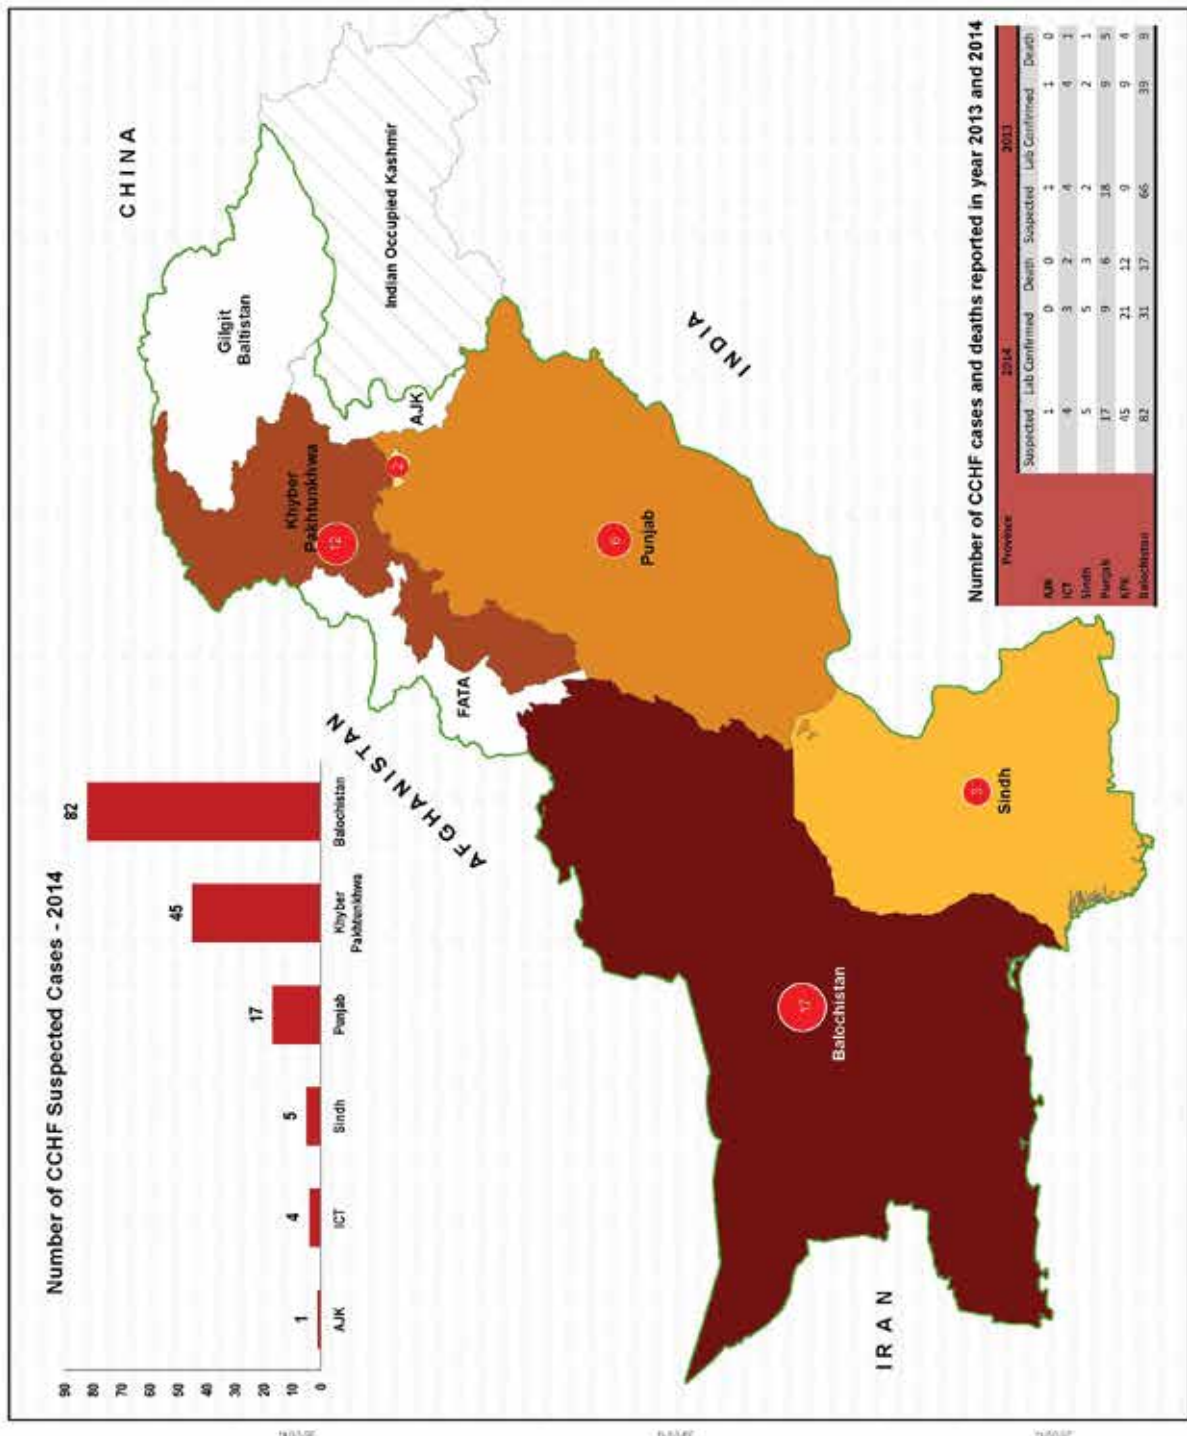 Number of CCHF Suspected Cases - 2014
90
80
70
60
50
40
30
20
10
0
1
4
5
17
45
82
AJK
ICT
Sindh
Punjab
Khyber
Pakhtunkhwa
Balochistan
CHINA
Gilgit
Baltistan
Indian Occupied Kashmir
Khyber
Pakhtunkhwa
12
AJK
2
FATA
AFGHANISTAN
6
Punjab
INDIA
17
Balochistan
3
Sindh
IRAN
Number of CCHF cases and deaths reported in year 2013 and 2014
Province 2014 2013
Suspected Lab Confirmed Death Suspected Lab Confirmed Death
AJK 1 0 0 1 1 0
ICT 4 3 2 4 4 1
Sindh 5 5 3 2 2 1
Punjab 17 9 6 18 9 5
KPK 45 21 12 9 9 4
Balochistan 82 31 17 66 39 9